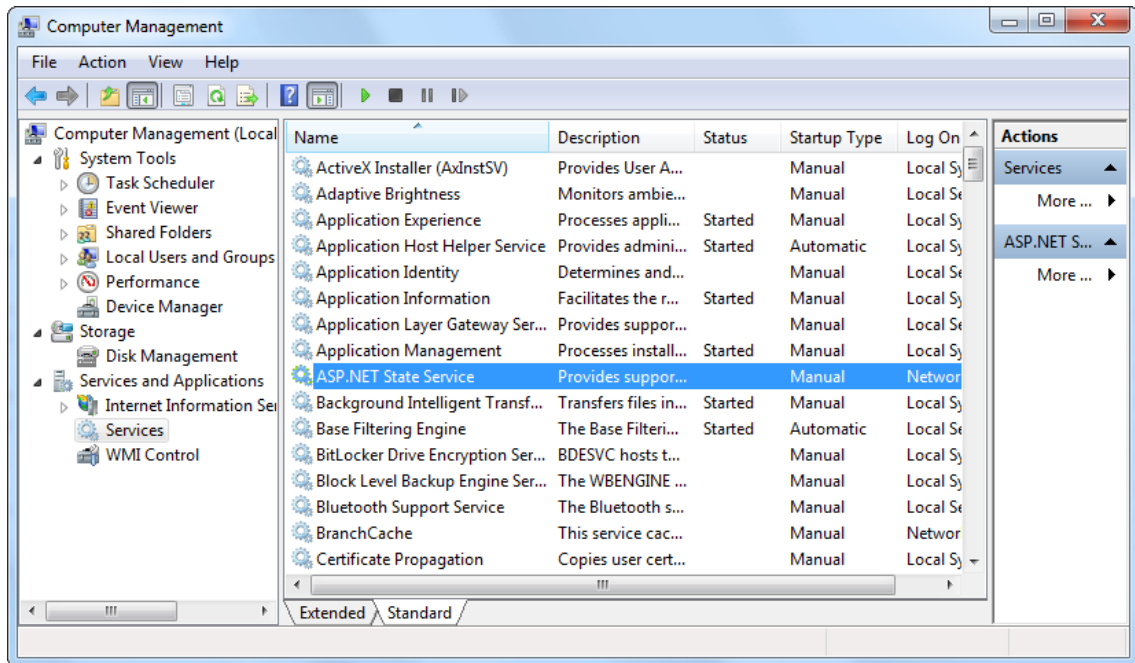 Computer Management
File Action View Help
Computer Management (Local
System Tools
Task Scheduler
Event Viewer
Shared Folders
Local Users and Groups
Performance
Device Manager
Storage
Disk Management
Services and Applications
Internet Information Ser
Services
WMI Control
Name Description Status Startup Type Log On
ActiveX Installer (AxInstSV) Provides User A... Manual Local Sy
Adaptive Brightness Monitors ambie... Manual Local Se
Application Experience Processes appli... Started Manual Local Sy
Application Host Helper Service Provides admini... Started Automatic Local Sy
Application Identity Determines and... Manual Local Se
Application Information Facilitates the r... Started Manual Local Sy
Application Layer Gateway Ser... Provides suppor... Manual Local Se
Application Management Processes install... Started Manual Local Sy
ASP.NET State Service Provides suppor... Manual Networ
Background Intelligent Transf... Transfers files in... Started Manual Local Sy
Base Filtering Engine The Base Filteri... Started Automatic Local Se
BitLocker Drive Encryption Ser... BDESVC hosts t... Manual Local Sy
Block Level Backup Engine Ser... The WBENGINE ... Manual Local Sy
Bluetooth Support Service The Bluetooth s... Manual Local Se
BranchCache This service cac... Manual Networ
Certificate Propagation Copies user cert... Manual Local Sy
Extended Standard
Actions
Services
More ...
ASP.NET S...
More ...